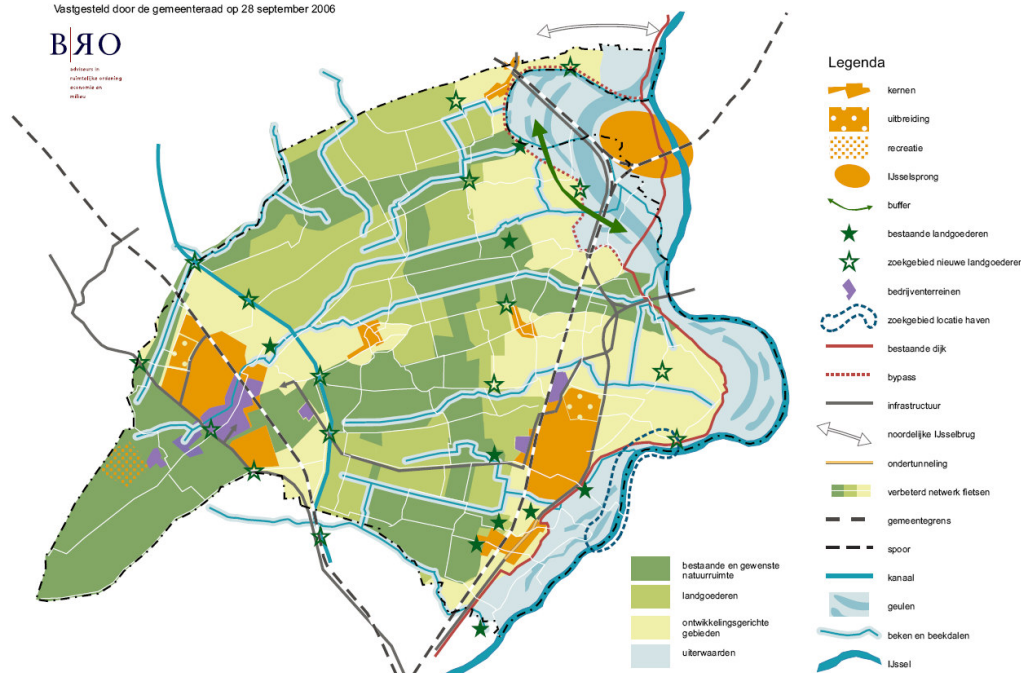 Vastgesteld door de gemeenteraad op 28 september 2006
BRO
adviseurs in
ruimtelijke ordening
economie en
milieu
Legenda
kernen
uitbreiding
recreatie
IJsselsprong
buffer
bestaande landgoederen
zoekgebied nieuwe landgoederen
bedrijventerreinen
zoekgebied locatie haven
bestaande dijk
bypass
infrastructuur
noordelijke IJsselbrug
ondertunneling
verbeterd netwerk fietsen
gemeentegrens
spoor
kanaal
geulen
beken en beekdalen
IJssel
bestaande en gewenste
natuurruimte
landgoederen
ontwikkelingsgerichte
gebieden
uiterwaarden